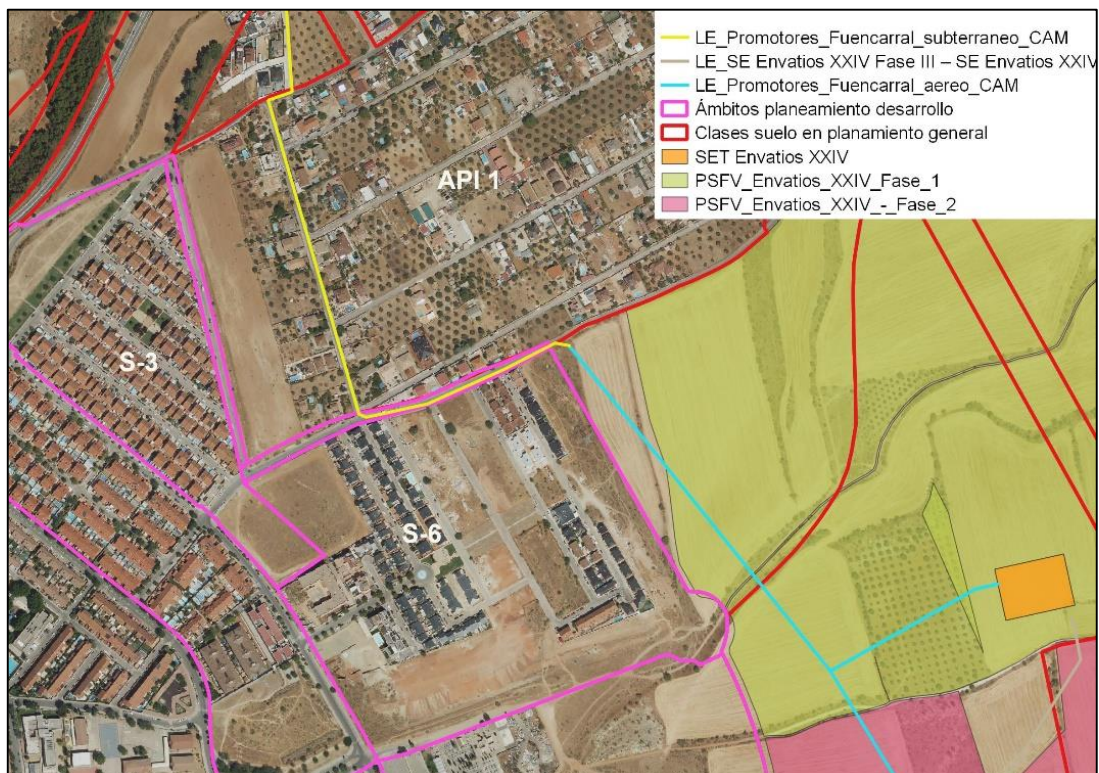 LE_Promotores_Fuencarral_subterraneo_CAM
LE_SE Envatios XXIV Fase III – SE Envatios XXIV
LE_Promotores_Fuencarral_aereo_CAM
Ámbitos planeamiento desarrollo
Clases suelo en planamiento general
SET Envatios XXIV
PSFV_Envatios_XXIV_Fase_1
PSFV_Envatios_XXIV_-_Fase_2
API 1
S-3
S-6